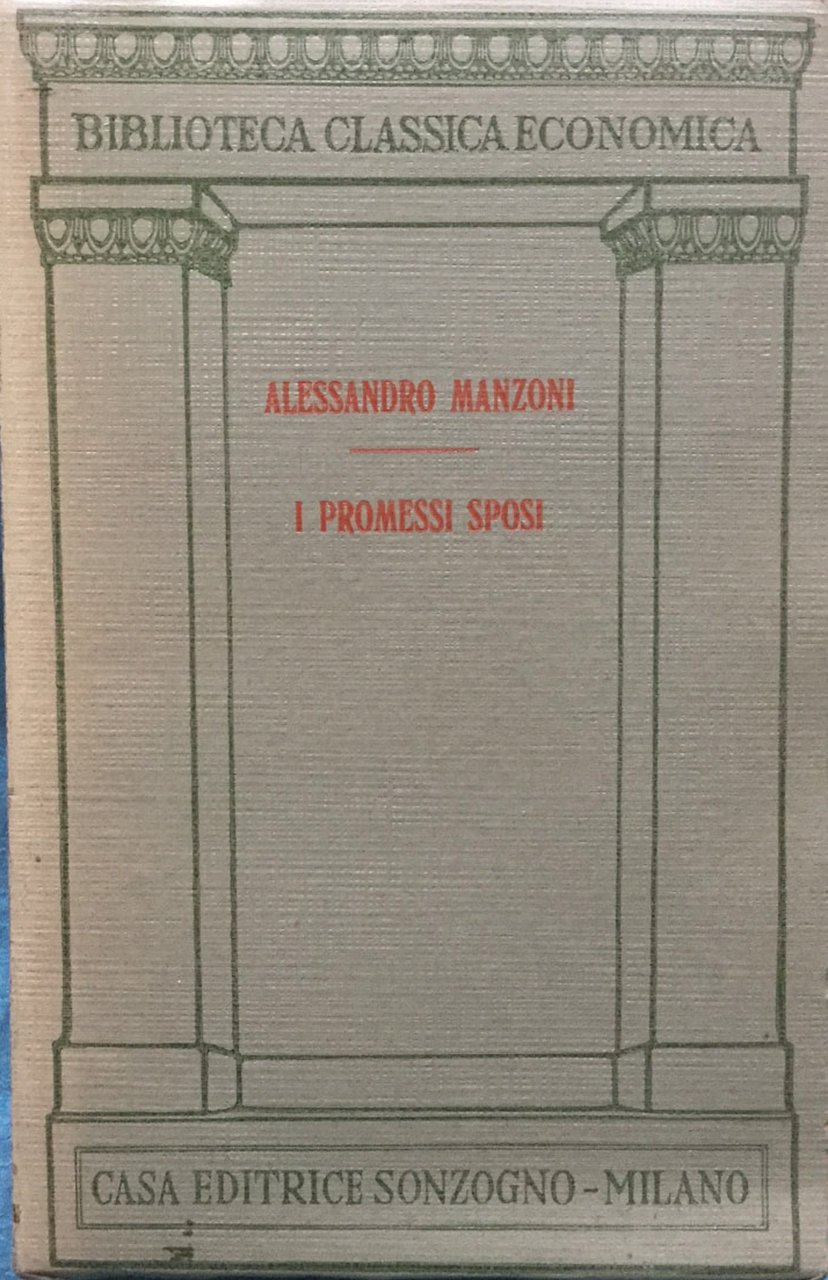 BIBLIOTECA CLASSICA ECONOMICA
ALESSANDRO MANZONI
I PROMESSI SPOSI
CASA EDITRICE SONZOGNO - MILANO